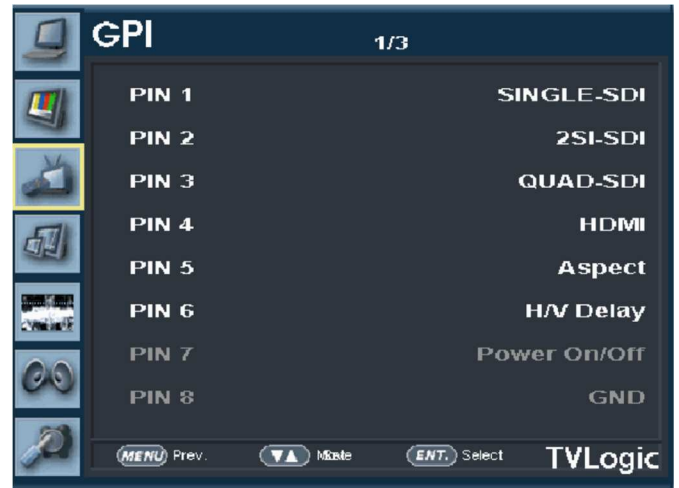 GPI
1/3
PIN 1 SINGLE-SDI
PIN 2 2SI-SDI
PIN 3 QUAD-SDI
PIN 4 HDMI
PIN 5 Aspect
PIN 6 H/V Delay
PIN 7 Power On/Off
PIN 8 GND
MENU Prev. ▼▲ ENT. Select TVLogic